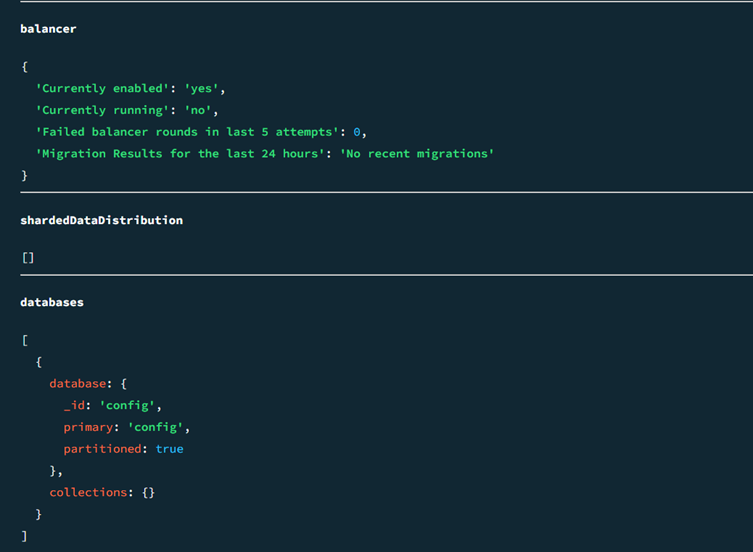 balancer
{
'Currently enabled': 'yes',
'Currently running': 'no',
'Failed balancer rounds in last 5 attempts': 0,
'Migration Results for the last 24 hours': 'No recent migrations'
}
shardedDataDistribution
[]
databases
[
{
database: {
_id: 'config',
primary: 'config',
partitioned: true
},
collections: {}
}
]